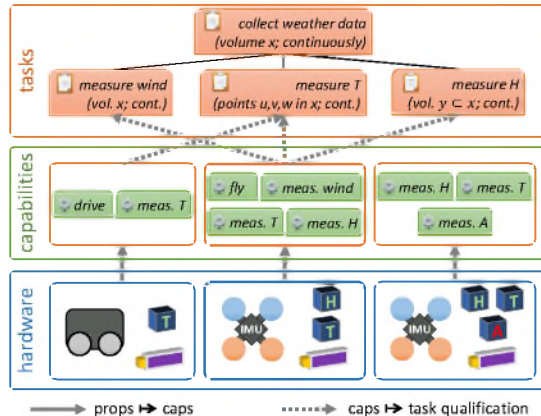 tasks
collect weather data
(volume x; continuously)
measure wind
(vol. x; cont.)
measure T
(points u,v,w in x; cont.)
measure H
(vol. y ⊂ x; cont.)
capabilities
drive
meas. T
fly
meas. wind
meas. T
meas. H
meas. H
meas. T
meas. A
hardware
T
IMU
H
T
IMU
H
T
A
props ↦ caps
caps ↦ task qualification